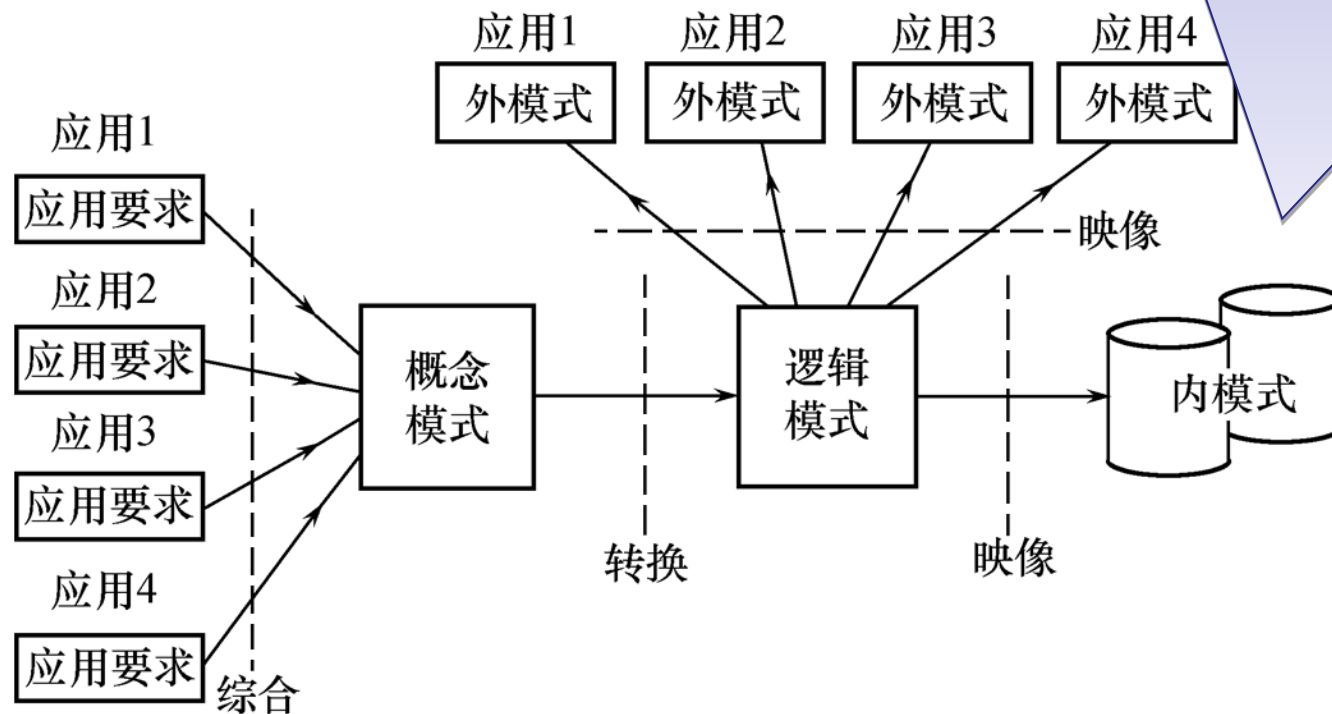 应用1
应用2
应用3
应用4
外模式
外模式
外模式
外模式
映像
应用1
应用要求
应用2
应用要求
应用3
应用要求
应用4
应用要求
综合
概念
模式
转换
逻辑
模式
映像
内模式